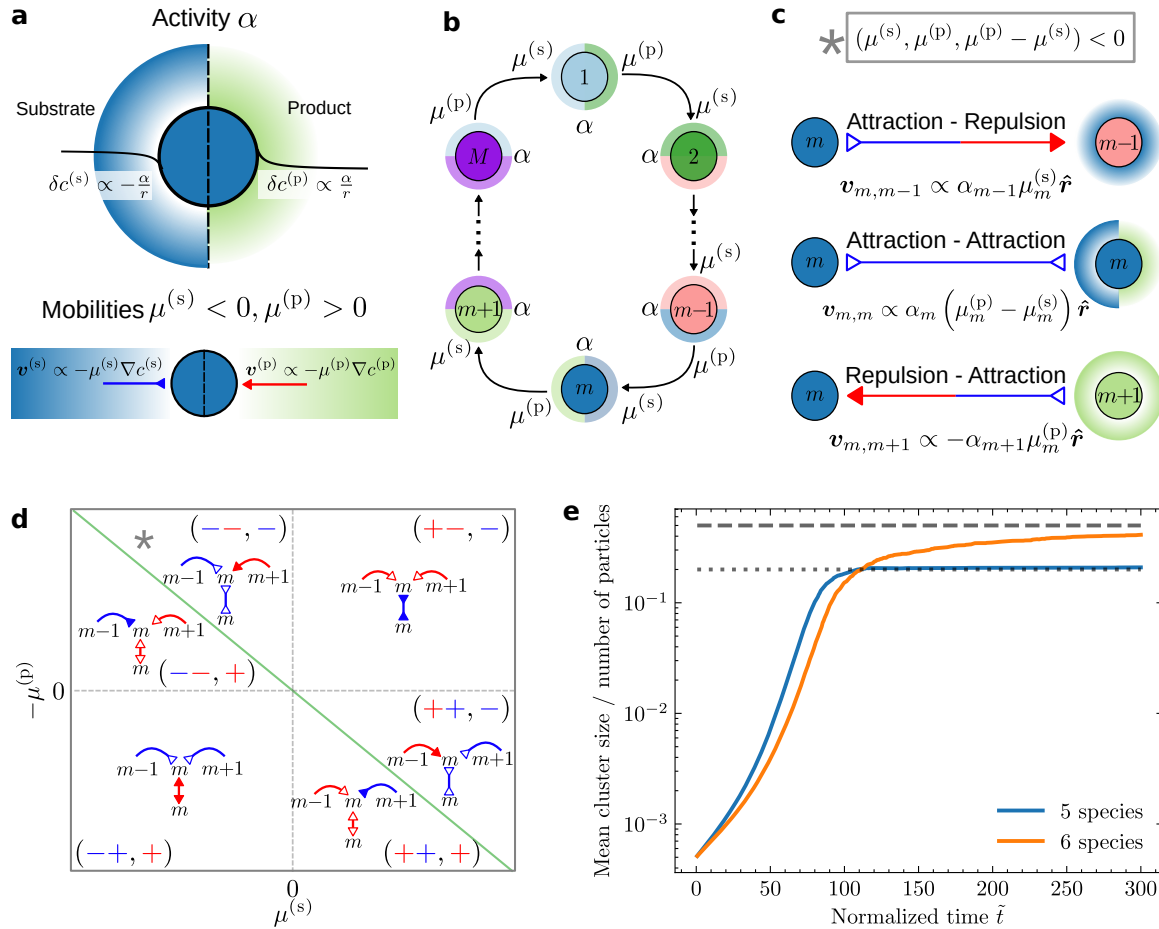 a
Activity α
Substrate
Product
δc⁽ˢ⁾ ∝ −α/r
δc⁽ᵖ⁾ ∝ α/r
Mobilities μ⁽ˢ⁾ < 0, μ⁽ᵖ⁾ > 0
v⁽ˢ⁾ ∝ −μ⁽ˢ⁾∇c⁽ˢ⁾
v⁽ᵖ⁾ ∝ −μ⁽ᵖ⁾∇c⁽ᵖ⁾
b
μ⁽ˢ⁾
1
μ⁽ᵖ⁾
α
μ⁽ˢ⁾
2
α
μ⁽ˢ⁾
m−1
α
μ⁽ᵖ⁾
α
m
μ⁽ˢ⁾
μ⁽ᵖ⁾
μ⁽ˢ⁾
m+1
α
μ⁽ᵖ⁾
M
α
c
* (μ⁽ˢ⁾, μ⁽ᵖ⁾, μ⁽ᵖ⁾ − μ⁽ˢ⁾) < 0
Attraction - Repulsion
m
m−1
v_{m,m−1} ∝ α_{m−1}μ_m⁽ˢ⁾ r̂
Attraction - Attraction
m
m
v_{m,m} ∝ α_m (μ_m⁽ᵖ⁾ − μ_m⁽ˢ⁾) r̂
Repulsion - Attraction
m
m+1
v_{m,m+1} ∝ −α_{m+1}μ_m⁽ᵖ⁾ r̂
d
−μ⁽ᵖ⁾
0
0
μ⁽ˢ⁾
*
(−−, −)
m−1 m m+1
m
(+−, −)
m−1 m m+1
m
m−1 m m+1
m
(−−, +)
m−1 m m+1
m
(−+, +)
(++, −)
m−1 m m+1
m
m−1 m m+1
m
(++, +)
e
Mean cluster size / number of particles
10⁻¹
10⁻²
10⁻³
5 species
6 species
0 50 100 150 200 250 300
Normalized time t̃